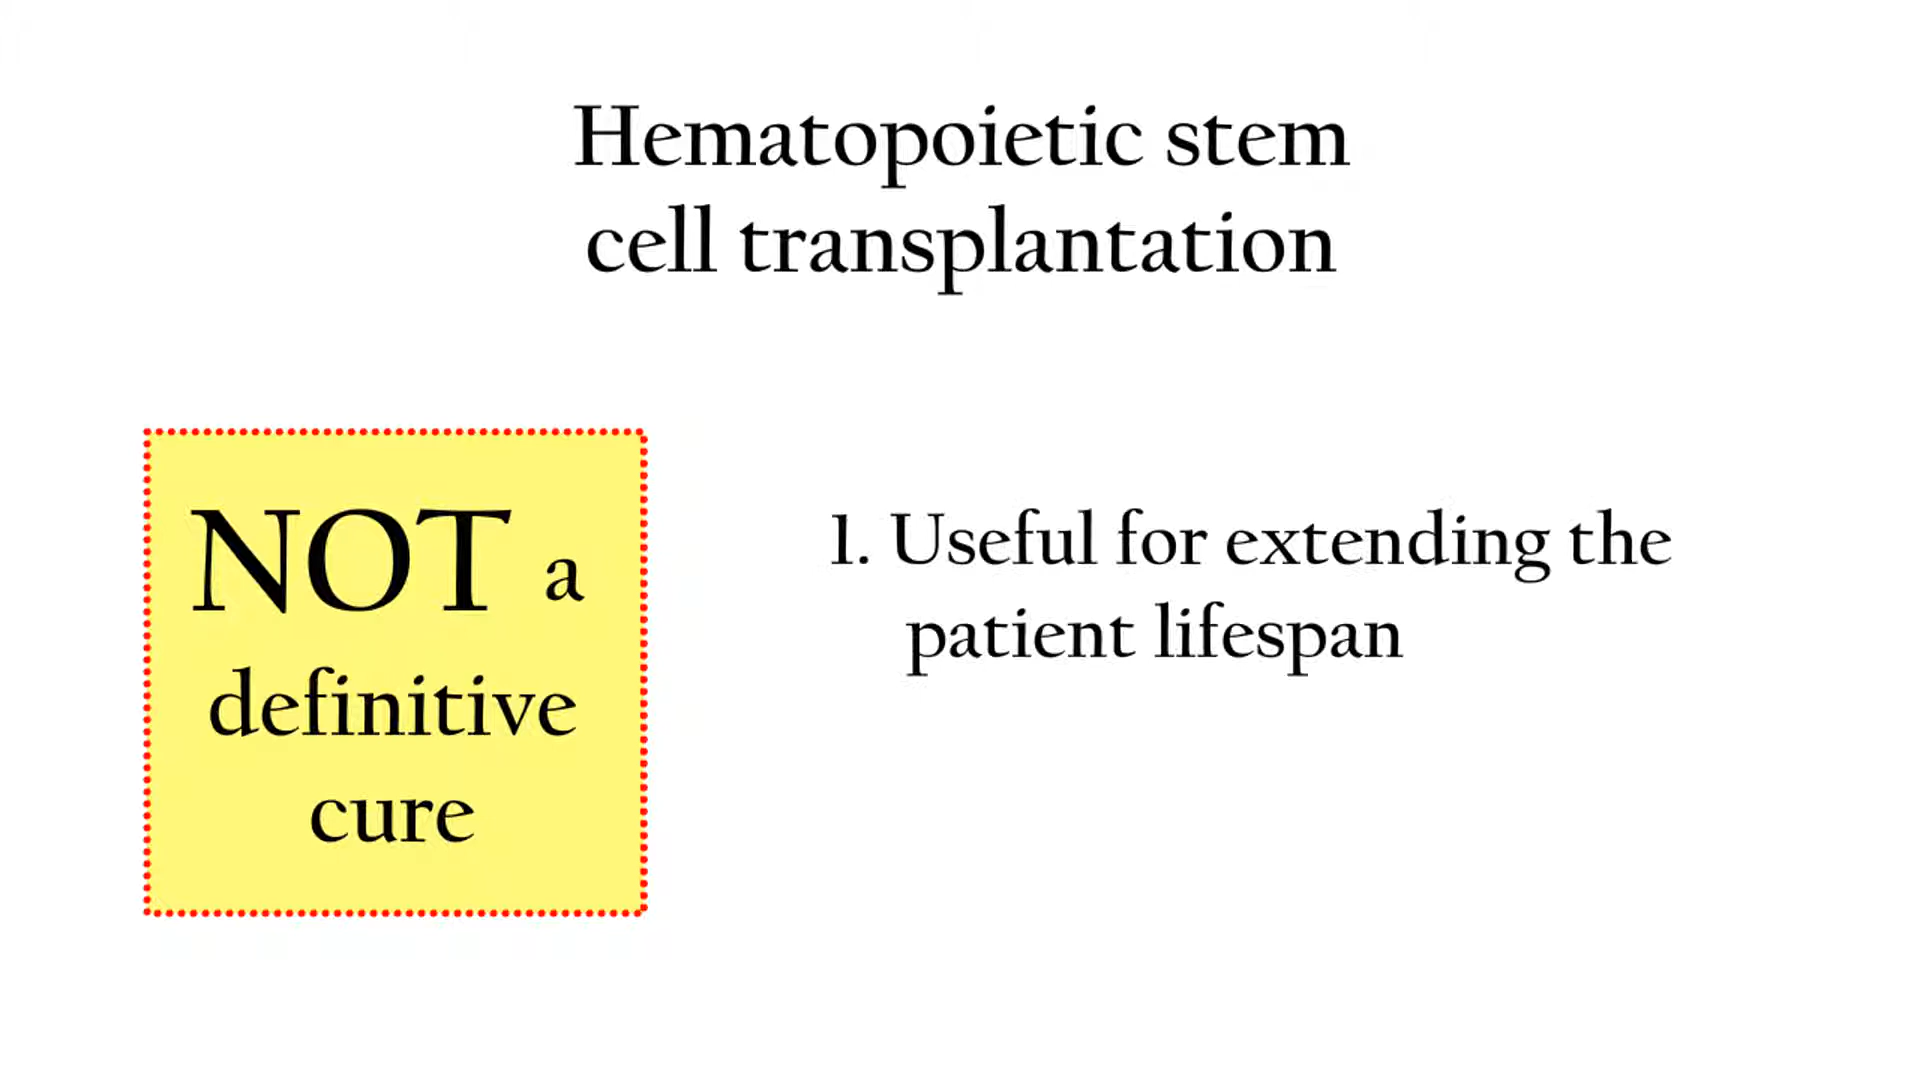 Hematopoietic stem
cell transplantation
NOT a
definitive
cure
1. Useful for extending the
patient lifespan